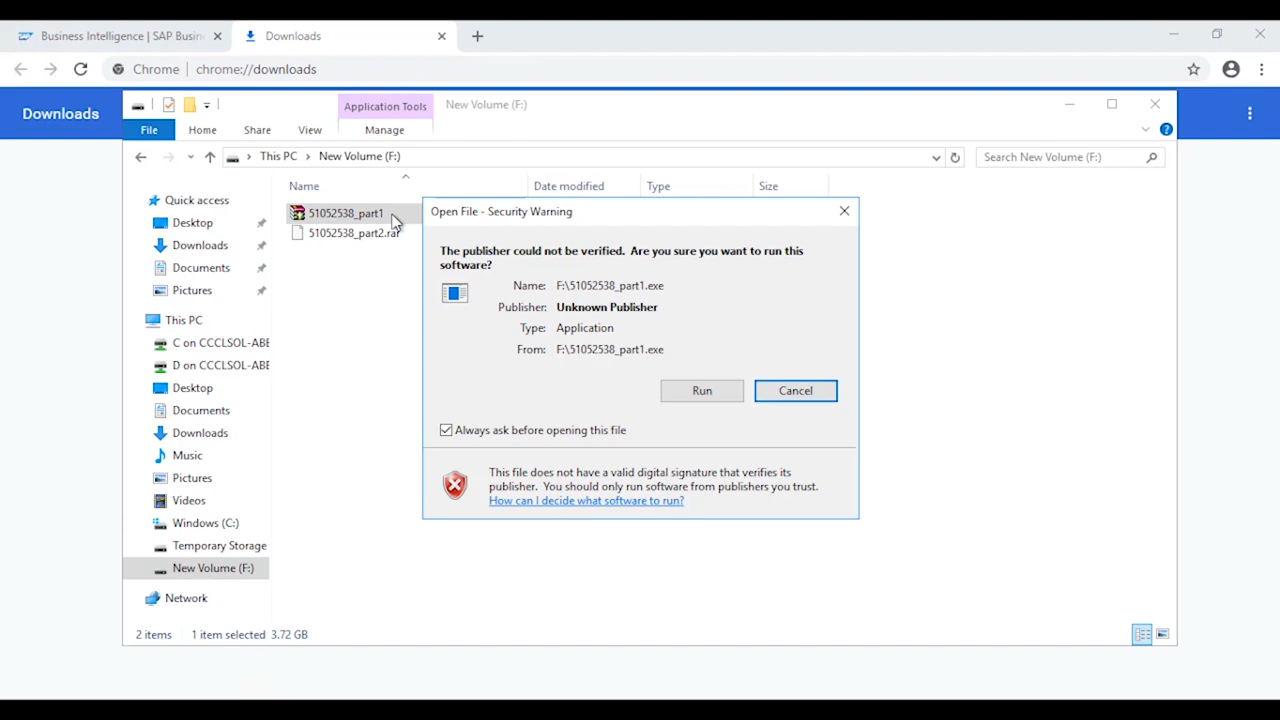 Business Intelligence | SAP Busin
Downloads
Chrome
chrome://downloads
Downloads
Application Tools
New Volume (F:)
File
Home
Share
View
Manage
This PC
New Volume (F:)
Search New Volume (F:)
Name
Date modified
Type
Size
Quick access
Desktop
Downloads
Documents
Pictures
This PC
C on CCCLSOL-ABE
D on CCCLSOL-ABE
Desktop
Documents
Downloads
Music
Pictures
Videos
Windows (C:)
Temporary Storage
New Volume (F:)
Network
51052538_part1
51052538_part2.rar
Open File - Security Warning
The publisher could not be verified. Are you sure you want to run this
software?
Name: F:\51052538_part1.exe
Publisher: Unknown Publisher
Type: Application
From: F:\51052538_part1.exe
Run
Cancel
Always ask before opening this file
This file does not have a valid digital signature that verifies its
publisher. You should only run software from publishers you trust.
How can I decide what software to run?
2 items
1 item selected 3.72 GB